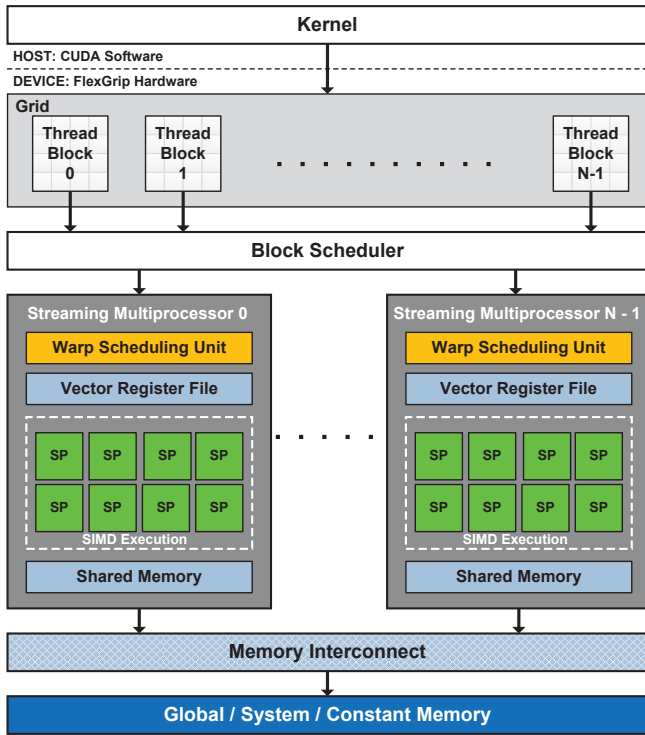 Kernel
HOST: CUDA Software
DEVICE: FlexGrip Hardware
Grid
Thread
Block
0
Thread
Block
1
Thread
Block
N-1
Block Scheduler
Streaming Multiprocessor 0
Warp Scheduling Unit
Vector Register File
SP SP SP SP
SP SP SP SP
SIMD Execution
Shared Memory
Streaming Multiprocessor N - 1
Warp Scheduling Unit
Vector Register File
SP SP SP SP
SP SP SP SP
SIMD Execution
Shared Memory
Memory Interconnect
Global / System / Constant Memory